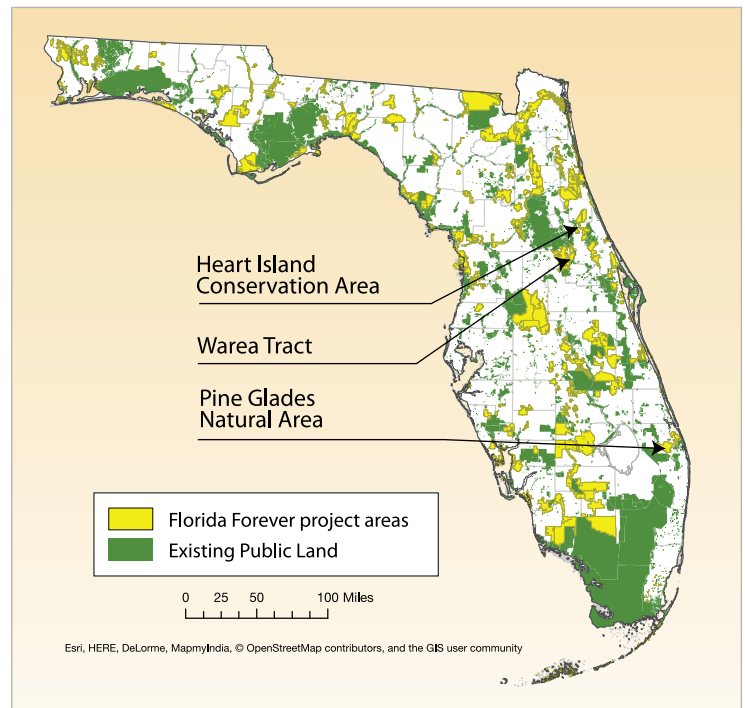 Heart Island
Conservation Area
Warea Tract
Pine Glades
Natural Area
Florida Forever project areas
Existing Public Land
0 25 50 100 Miles
Esri, HERE, DeLorme, MapmyIndia, © OpenStreetMap contributors, and the GIS user community